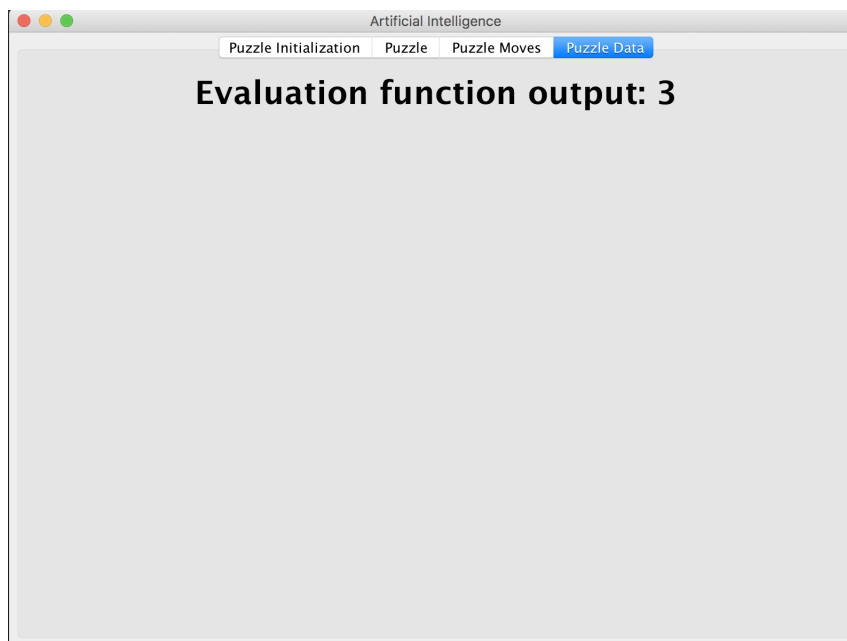 Artificial Intelligence
Puzzle Initialization Puzzle Puzzle Moves Puzzle Data
Evaluation function output: 3